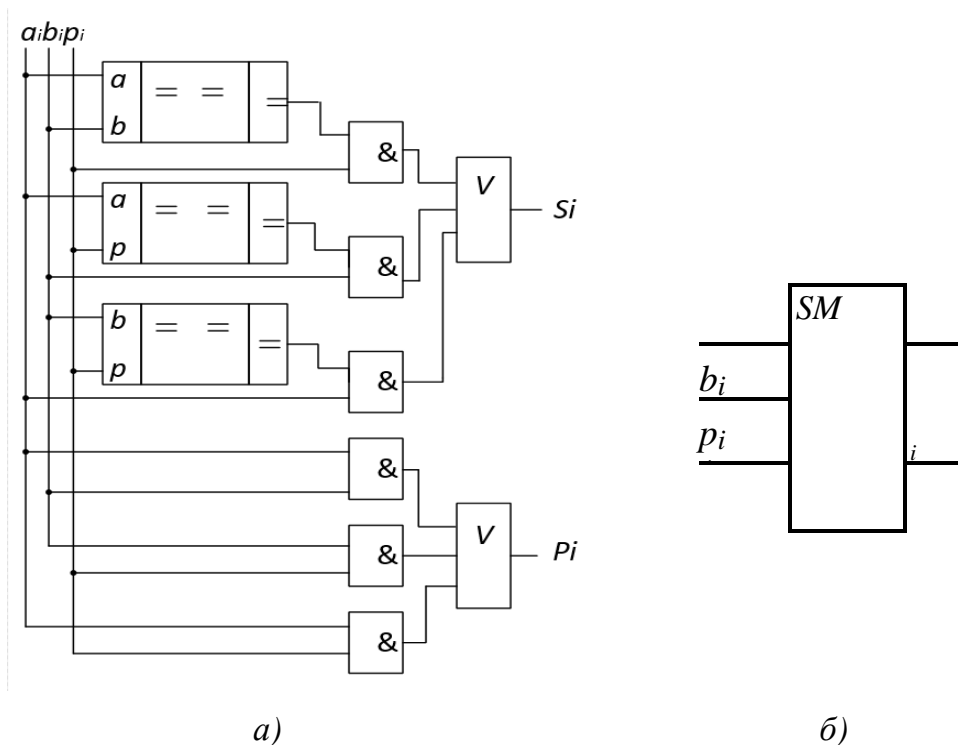 aᵢbᵢpᵢ
a = = =
b
&
V
Si
a = = =
p
&
b = = =
p
&
&
V
Pi
&
&
SM
bᵢ
pᵢ
ᵢ
а)
б)